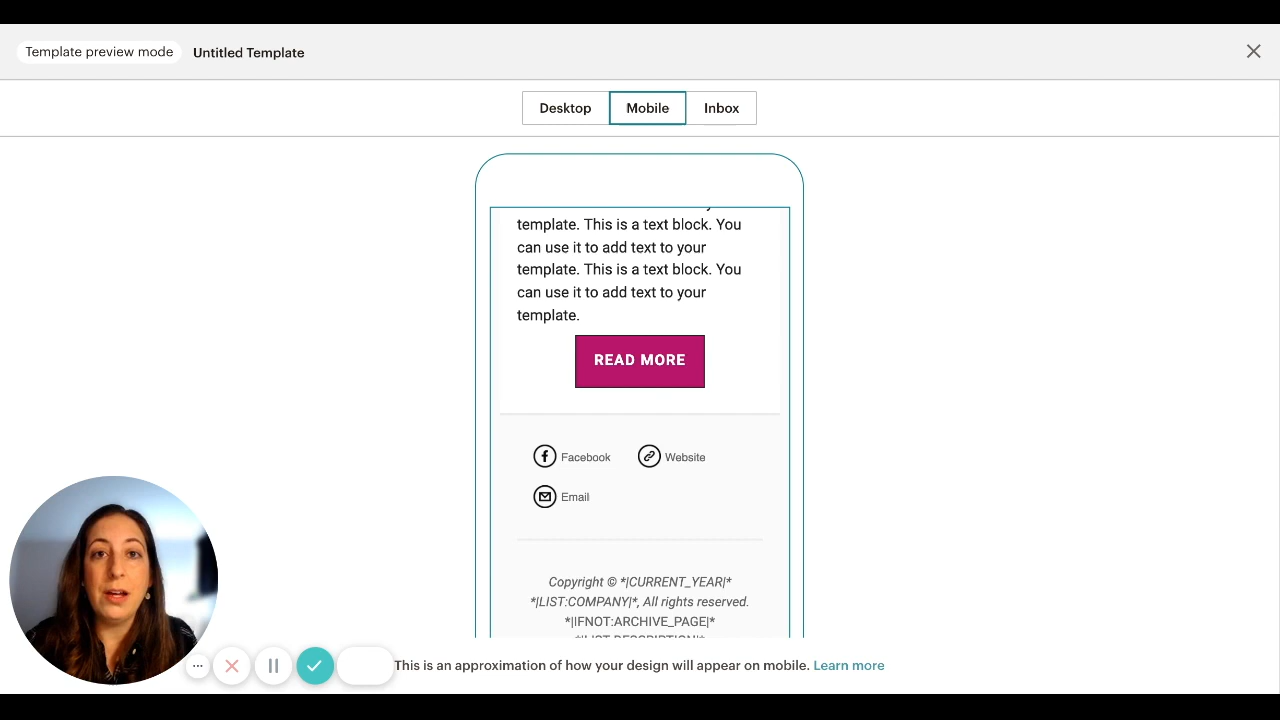 Template preview mode Untitled Template
Desktop Mobile Inbox
template. This is a text block. You
can use it to add text to your
template. This is a text block. You
can use it to add text to your
template.
READ MORE
Facebook Website
Email
Copyright © *|CURRENT_YEAR|*
*|LIST:COMPANY|*, All rights reserved.
*|IFNOT:ARCHIVE_PAGE|*
*|LIST:DESCRIPTION|*
This is an approximation of how your design will appear on mobile. Learn more